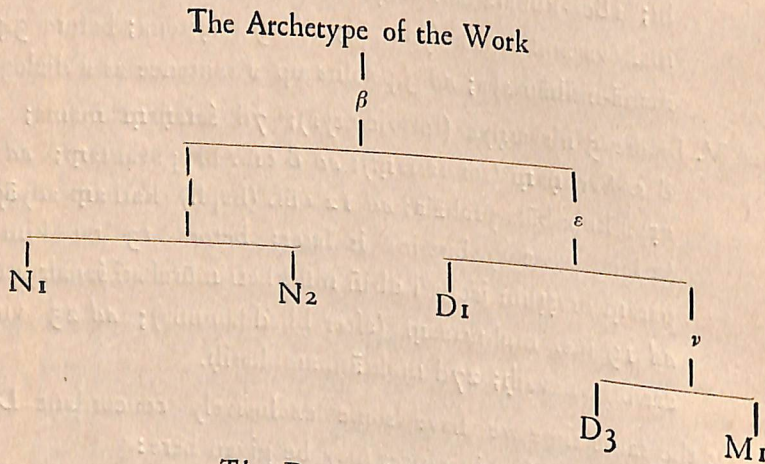 The Archetype of the Work
β
ε
N1 N2 D1
ν
D3 M1